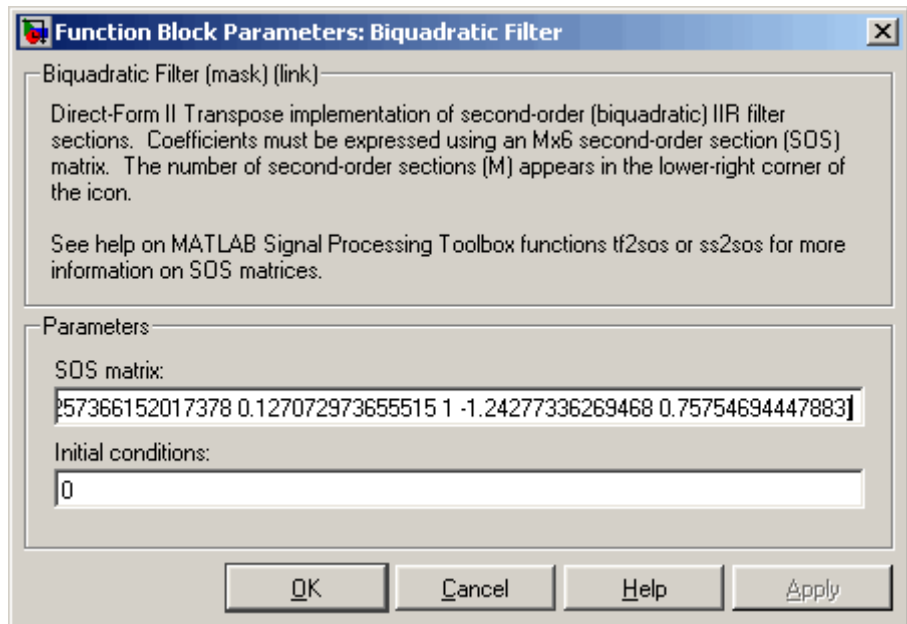 Function Block Parameters: Biquadratic Filter
Biquadratic Filter (mask) (link)
Direct-Form II Transpose implementation of second-order (biquadratic) IIR filter
sections. Coefficients must be expressed using an Mx6 second-order section (SOS)
matrix. The number of second-order sections (M) appears in the lower-right corner of
the icon.
See help on MATLAB Signal Processing Toolbox functions tf2sos or ss2sos for more
information on SOS matrices.
Parameters
SOS matrix:
257366152017378 0.127072973655515 1 -1.24277336269468 0.75754694447883]
Initial conditions:
0
OK
Cancel
Help
Apply